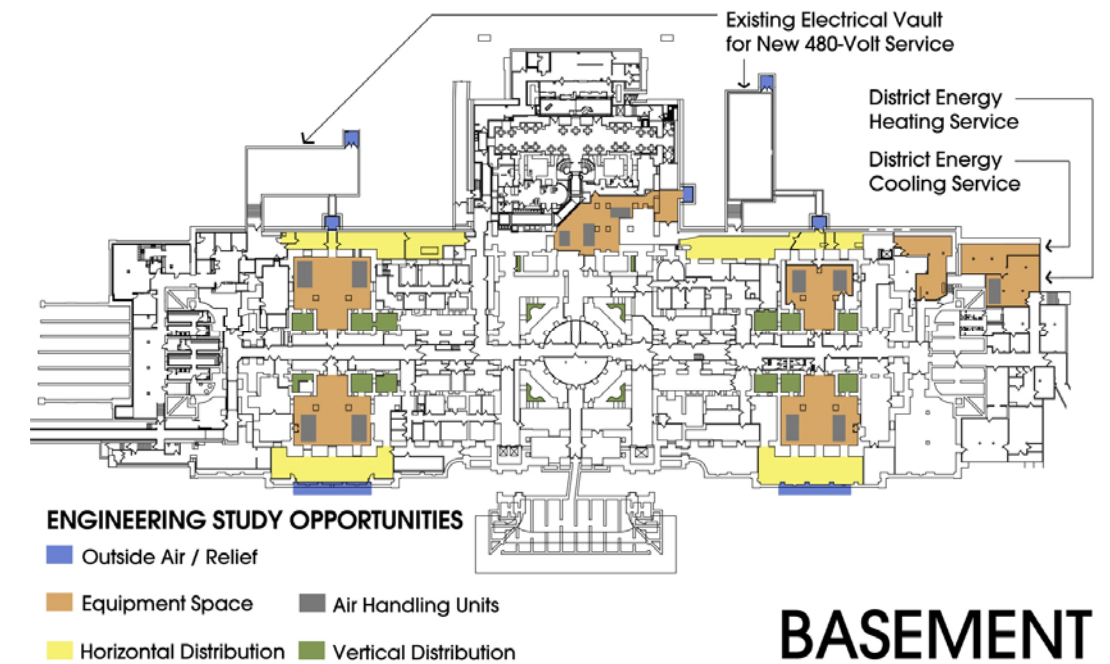 Existing Electrical Vault
for New 480-Volt Service
District Energy
Heating Service
District Energy
Cooling Service
ENGINEERING STUDY OPPORTUNITIES
Outside Air / Relief
Equipment Space
Air Handling Units
Horizontal Distribution
Vertical Distribution
BASEMENT